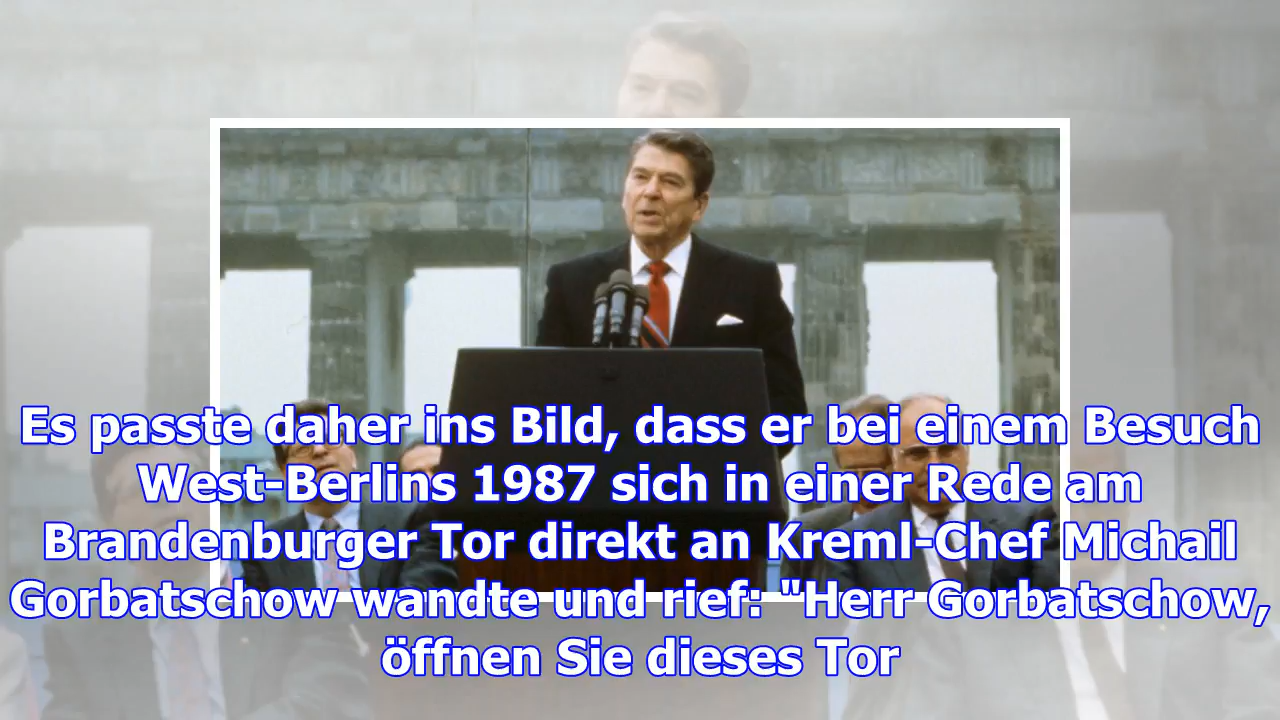 Es passte daher ins Bild, dass er bei einem Besuch
West-Berlins 1987 sich in einer Rede am
Brandenburger Tor direkt an Kreml-Chef Michail
Gorbatschow wandte und rief: "Herr Gorbatschow,
öffnen Sie dieses Tor